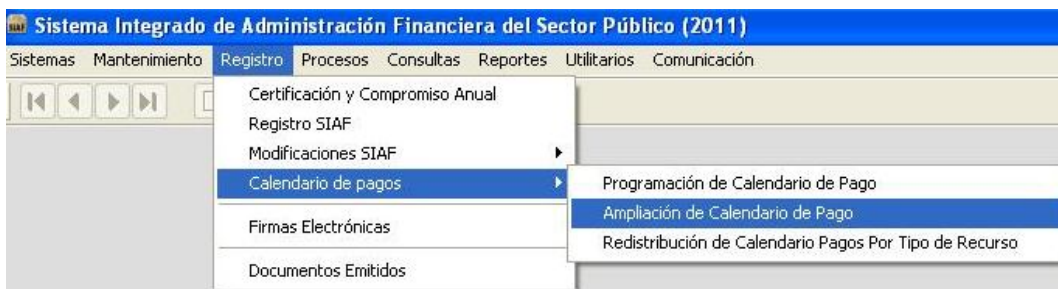 SIAF Sistema Integrado de Administración Financiera del Sector Público (2011)
Sistemas Mantenimiento Registro Procesos Consultas Reportes Utilitarios Comunicación
Certificación y Compromiso Anual
Registro SIAF
Modificaciones SIAF
Calendario de pagos
Programación de Calendario de Pago
Ampliación de Calendario de Pago
Redistribución de Calendario Pagos Por Tipo de Recurso
Firmas Electrónicas
Documentos Emitidos